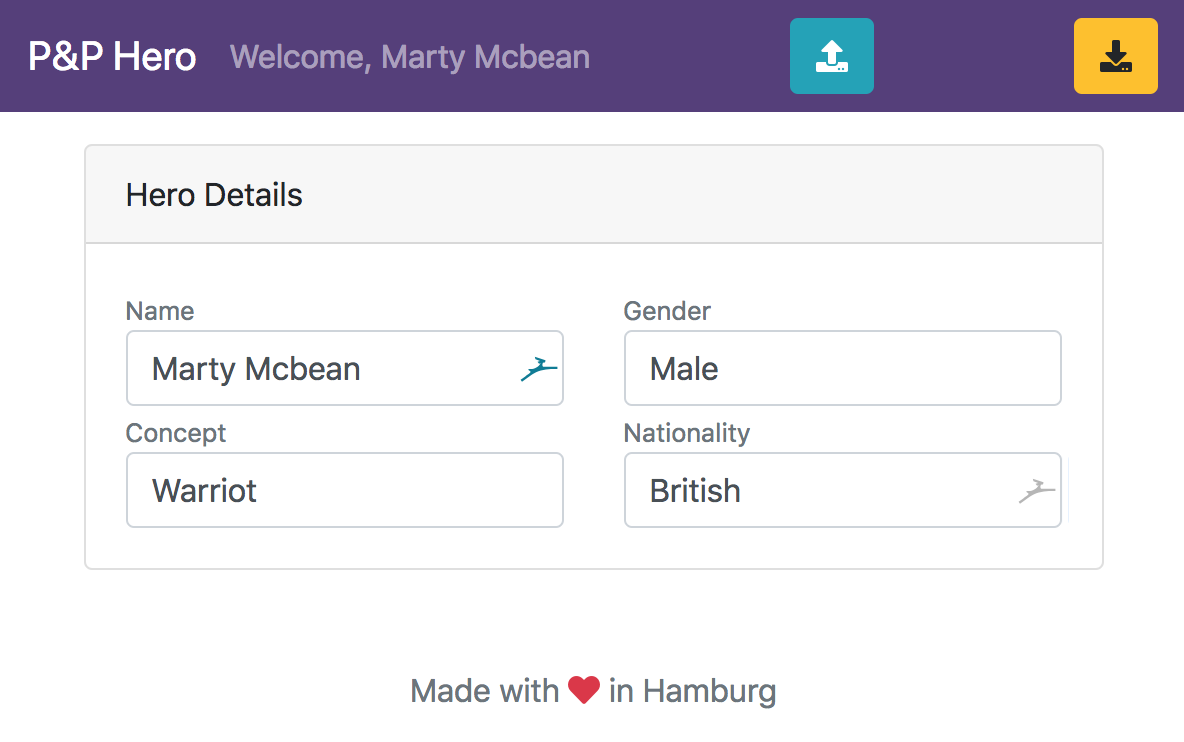 P&P Hero Welcome, Marty Mcbean
Hero Details
Name Gender
Marty Mcbean Male
Concept Nationality
Warriot British
Made with ❤ in Hamburg